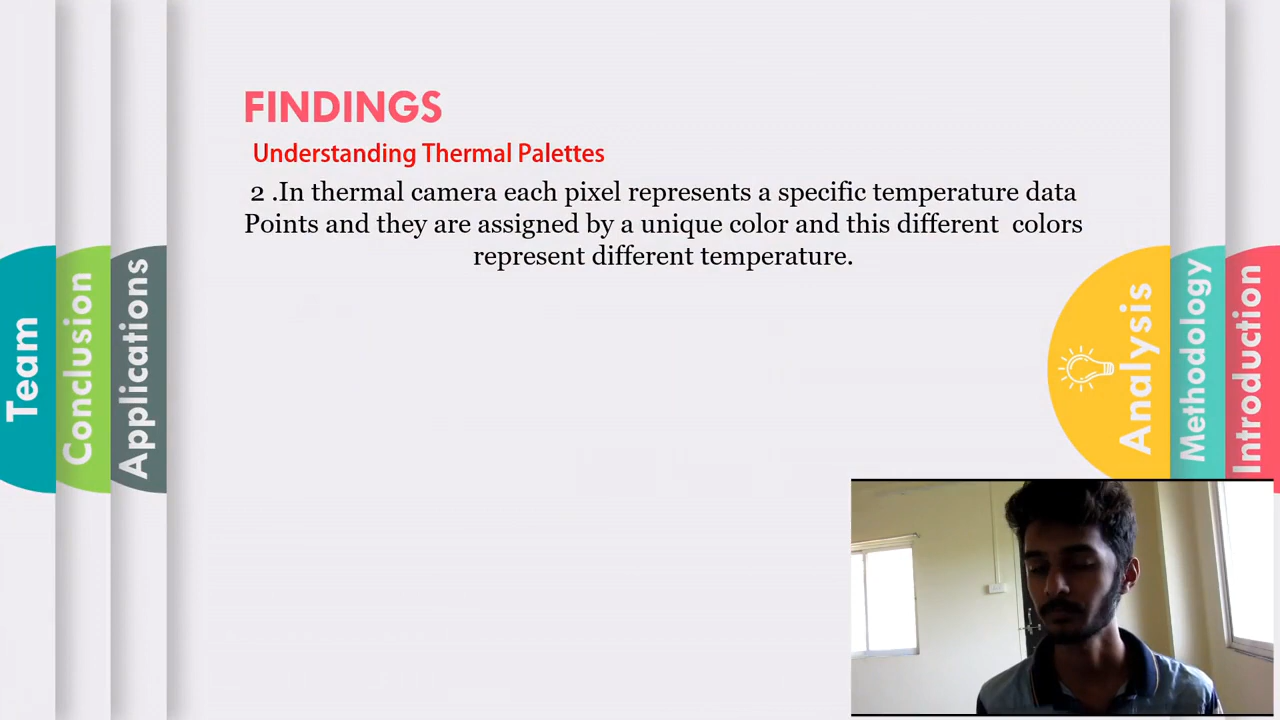 FINDINGS
Understanding Thermal Palettes
2 .In thermal camera each pixel represents a specific temperature data
Points and they are assigned by a unique color and this different  colors
represent different temperature.
Team
Conclusion
Applications
Analysis
Methodology
Introduction